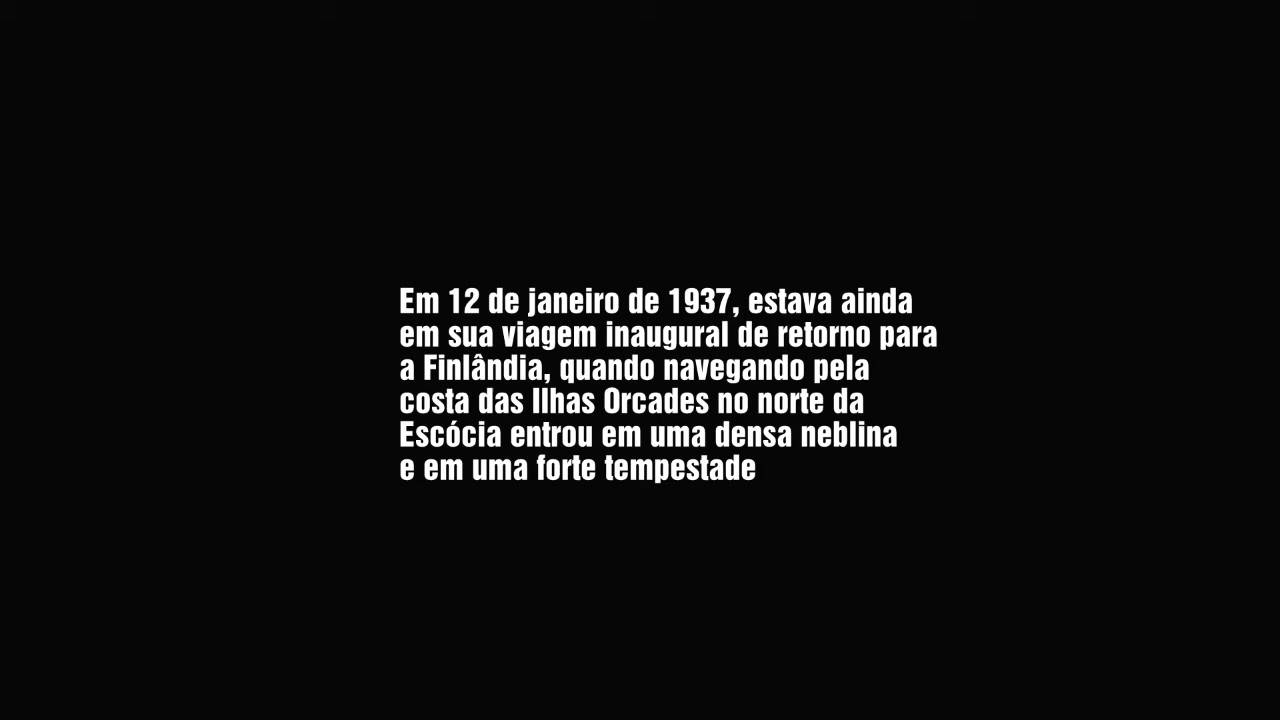 Em 12 de janeiro de 1937, estava ainda
em sua viagem inaugural de retorno para
a Finlândia, quando navegando pela
costa das Ilhas Orcades no norte da
Escócia entrou em uma densa neblina
e em uma forte tempestade